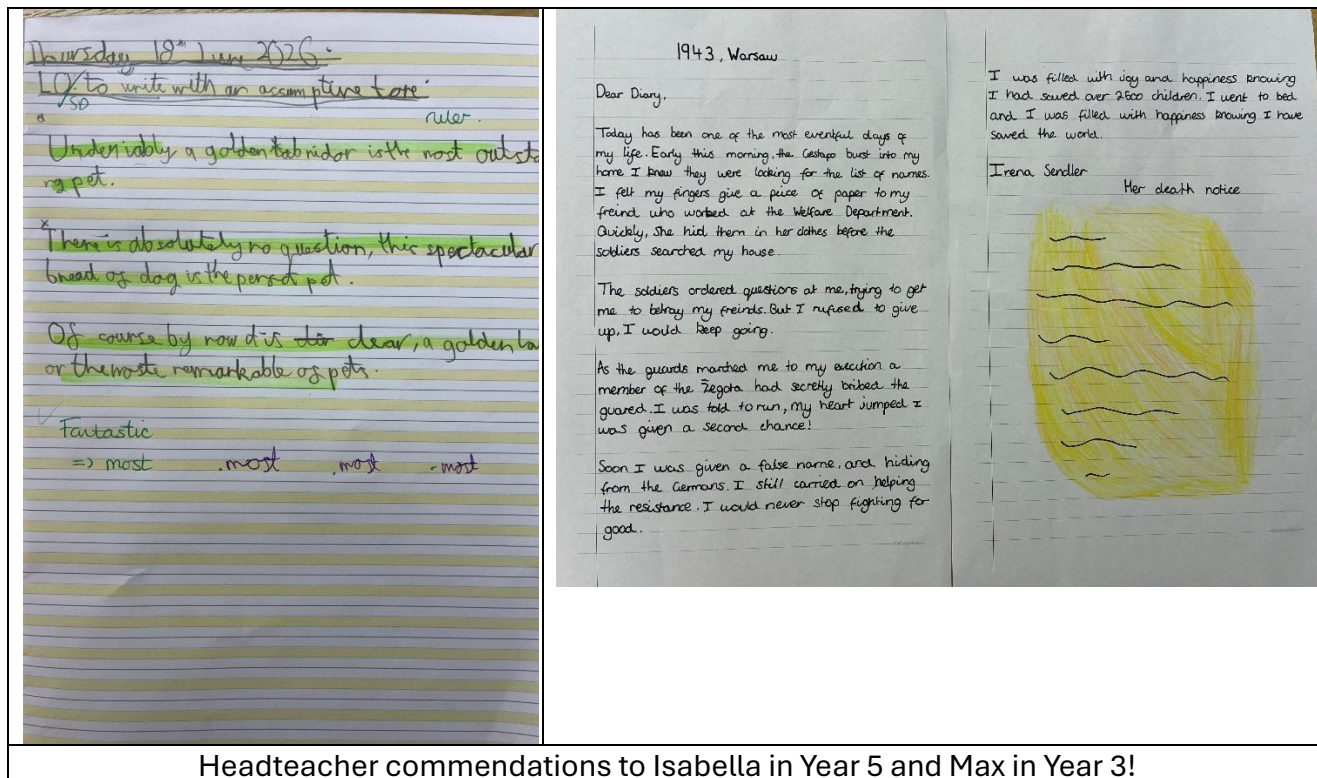 Thursday 18th June 2026.
LO/ to write with an assumptive tone
SO
ruler.
Undeniably a golden labridor is the most outsta
ng pet.
There is absolutely no question, this spectacular
bread of dog is the persot pet.
Of course by now it is clear, a golden la
or the moste remarkable of pets.
Fantastic
=> most .most .most -most
1943, Warsaw
Dear Diary,
Today has been one of the most eventful days of
my life. Early this morning, the Gestapo burst into my
home I knew they were looking for the list of names.
I felt my fingers give a peice of paper to my
freind who worked at the Welfare Department.
Quickly, she hid them in her clothes before the
soldiers searched my house.
The soldiers ordered questions at me, trying to get
me to betray my freinds. But I rufused to give
up, I would keep going.
As the guards marched me to my execution a
member of the Żegota had secretly bribed the
guared. I was told to run, my heart jumped I
was given a second chance!
Soon I was given a false name, and hiding
from the Germans. I still carried on helping
the resistance. I would never stop fighting for
good.
I was filled with joy and happiness knowing
I had saved over 2500 children. I went to bed
and I was filled with happiness knowing I have
saved the world.
Irena Sendler
Her death notice
Headteacher commendations to Isabella in Year 5 and Max in Year 3!